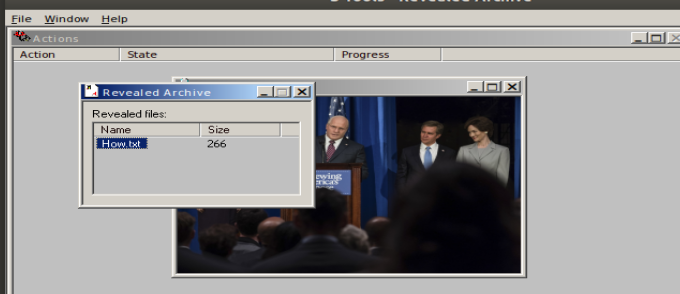 S-Tools - Revealed Archive
File Window Help
Actions
Action State Progress
Revealed Archive
Revealed files:
Name Size
How.txt 266